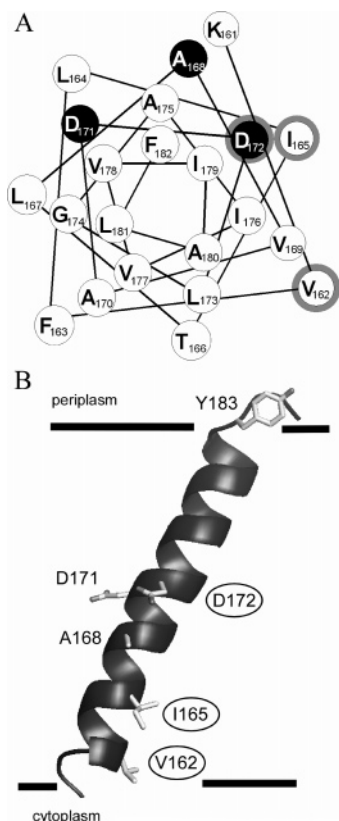 A
K161
A168
L164
A175
D171
D172
I165
F182
V178
I179
L167
G174
L181
I176
V169
A180
V177
A170
L173
V162
F163
T166
B
periplasm
Y183
D171
D172
A168
I165
V162
cytoplasm